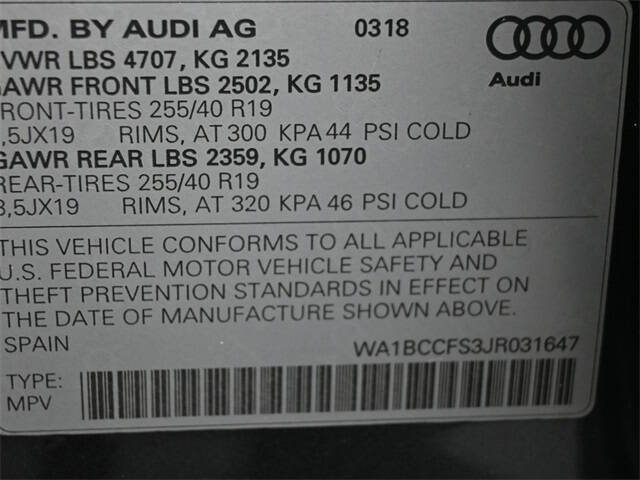 MFD. BY AUDI AG 0318
VWR LBS 4707, KG 2135
Audi
GAWR FRONT LBS 2502, KG 1135
FRONT-TIRES 255/40 R19
,5JX19 RIMS, AT 300 KPA 44 PSI COLD
GAWR REAR LBS 2359, KG 1070
REAR-TIRES 255/40 R19
8,5JX19 RIMS, AT 320 KPA 46 PSI COLD
THIS VEHICLE CONFORMS TO ALL APPLICABLE
U.S. FEDERAL MOTOR VEHICLE SAFETY AND
THEFT PREVENTION STANDARDS IN EFFECT ON
THE DATE OF MANUFACTURE SHOWN ABOVE.
SPAIN WA1BCCFS3JR031647
TYPE:
MPV